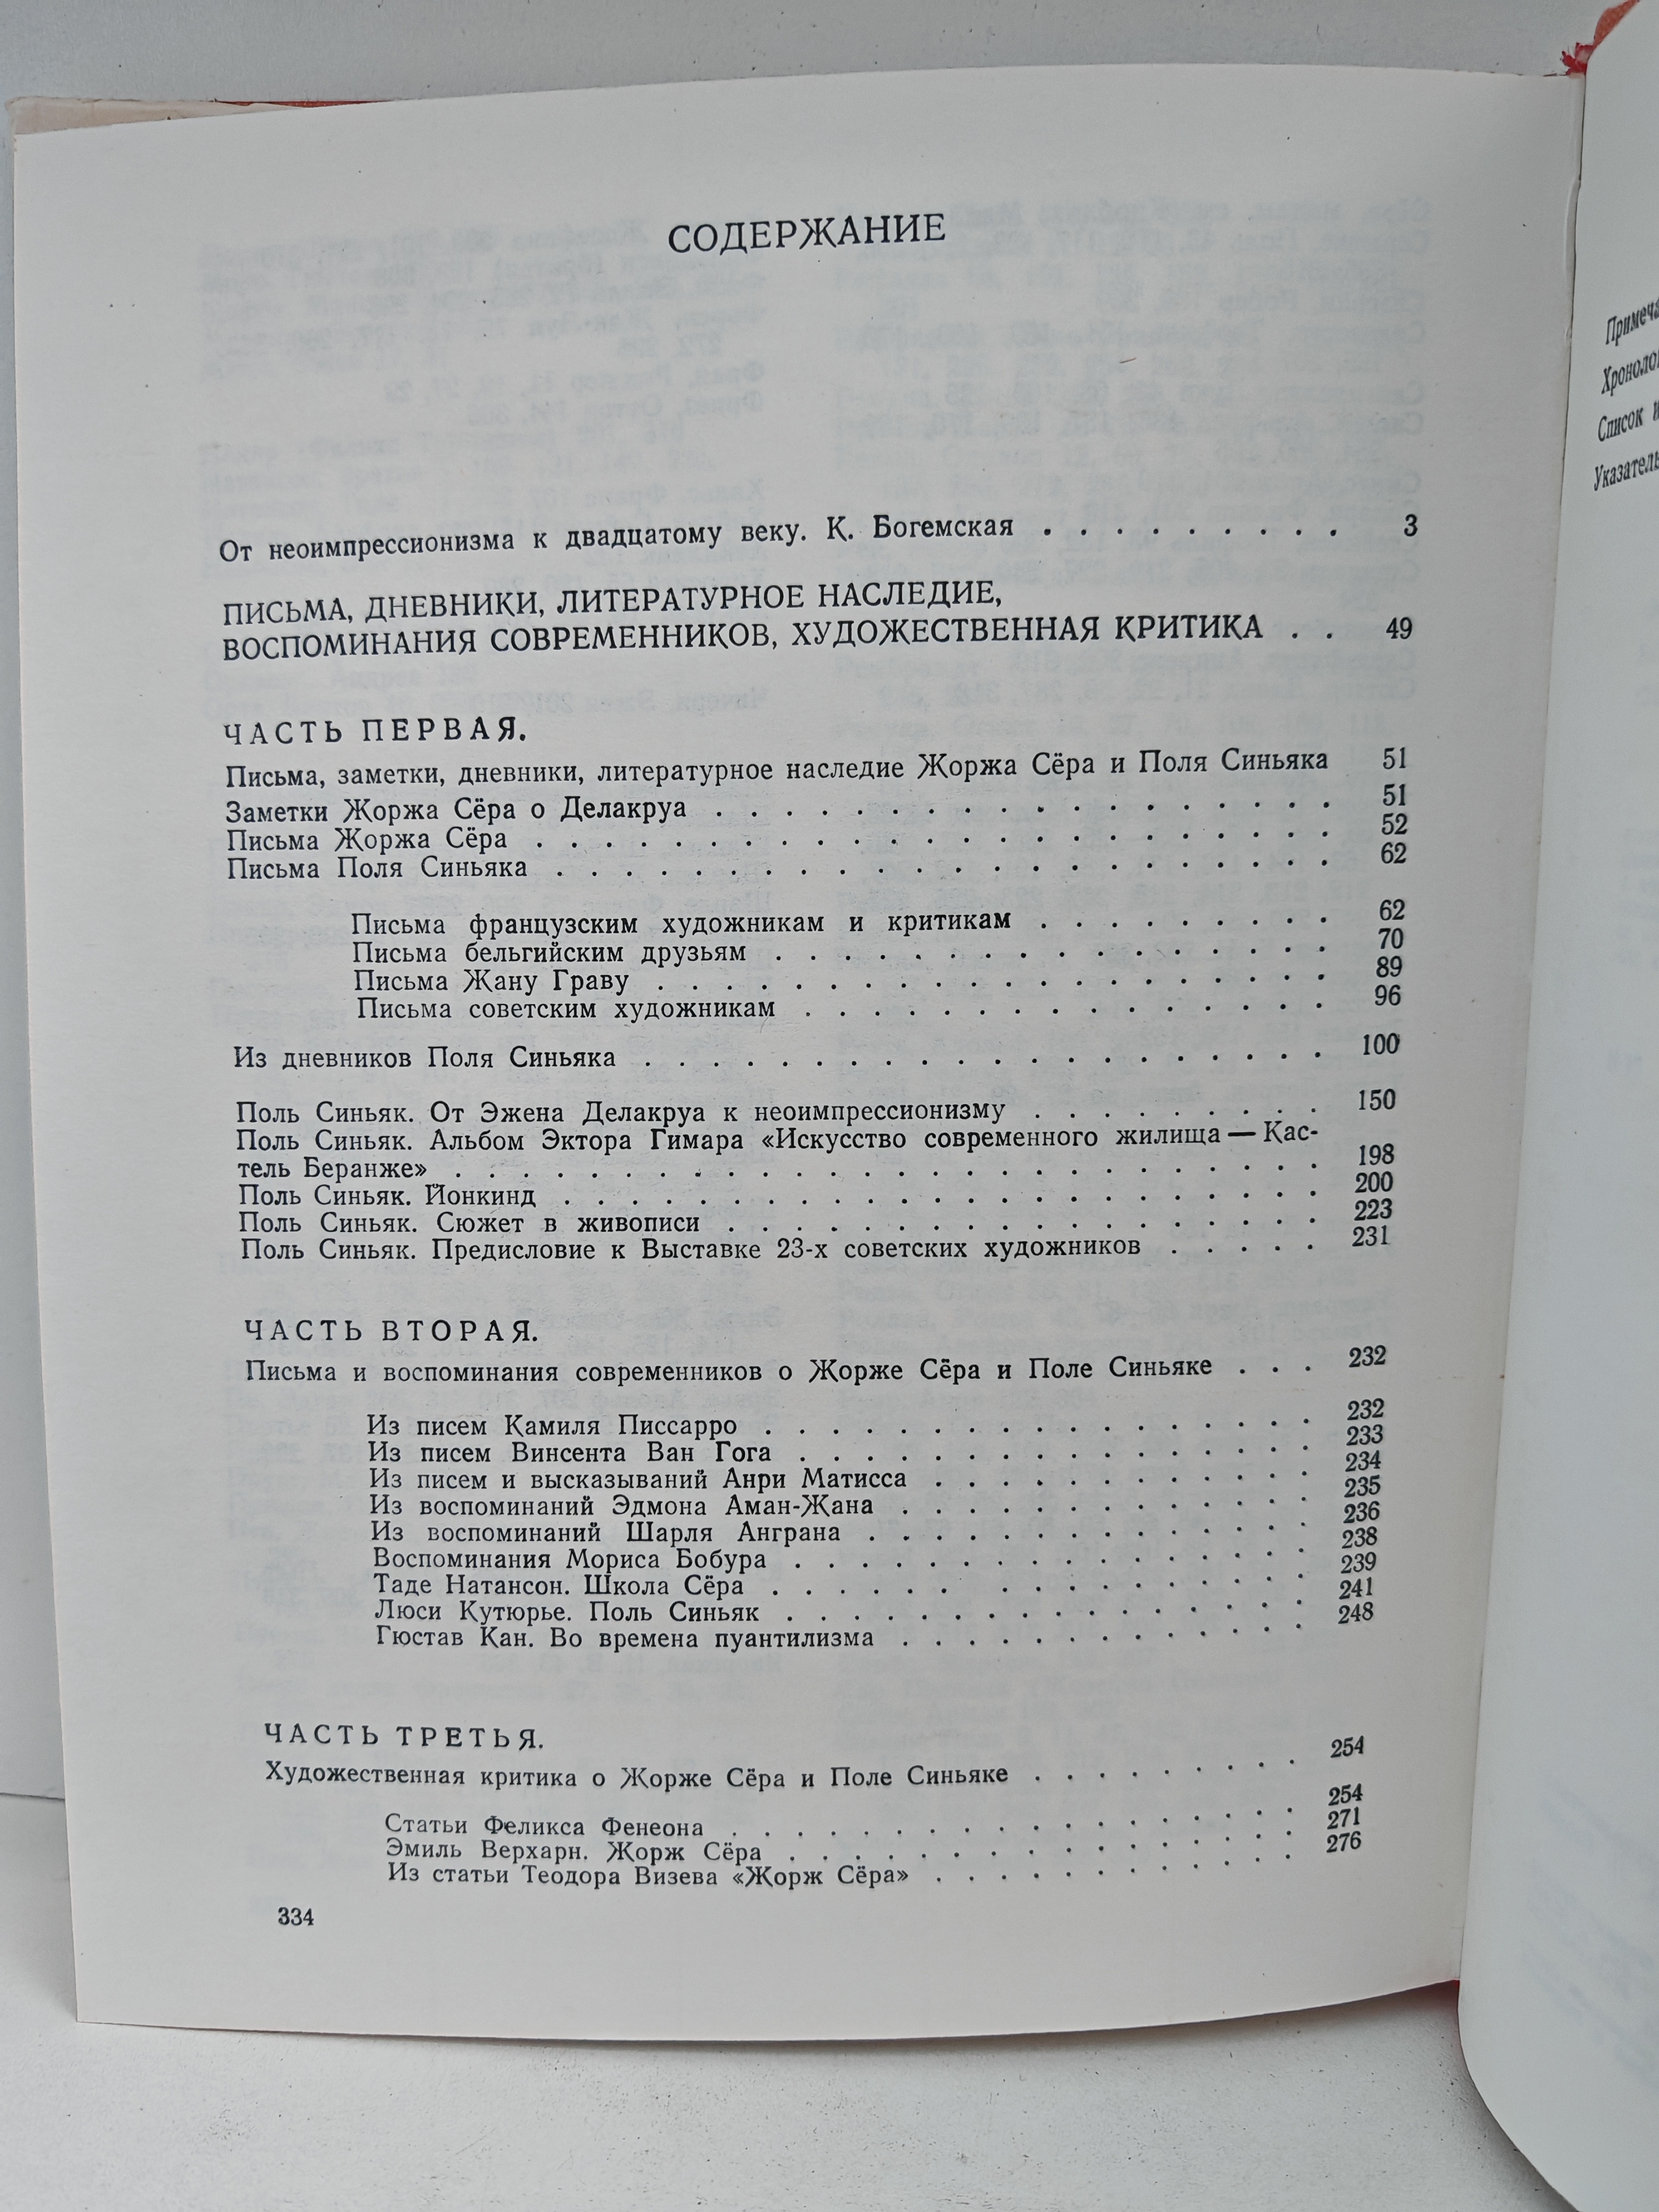 СОДЕРЖАНИЕ
От неоимпрессионизма к двадцатому веку. К. Богемская . . . . . . . . . 3
ПИСЬМА, ДНЕВНИКИ, ЛИТЕРАТУРНОЕ НАСЛЕДИЕ,
ВОСПОМИНАНИЯ СОВРЕМЕННИКОВ, ХУДОЖЕСТВЕННАЯ КРИТИКА . . 49
ЧАСТЬ ПЕРВАЯ.
Письма, заметки, дневники, литературное наследие Жоржа Сёра и Поля Синьяка 51
Заметки Жоржа Сёра о Делакруа . . . . . . . . . . . . . . . . . . 51
Письма Жоржа Сёра . . . . . . . . . . . . . . . . . . . . . . . 52
Письма Поля Синьяка . . . . . . . . . . . . . . . . . . . . . . . 62
Письма французским художникам и критикам . . . . . . . . . 62
Письма бельгийским друзьям . . . . . . . . . . . . . . . . 70
Письма Жану Граву . . . . . . . . . . . . . . . . . . . . 89
Письма советским художникам . . . . . . . . . . . . . . . 96
Из дневников Поля Синьяка . . . . . . . . . . . . . . . . . . . . 100
Поль Синьяк. От Эжена Делакруа к неоимпрессионизму . . . . . . . . . 150
Поль Синьяк. Альбом Эктора Гимара «Искусство современного жилища — Кас-
тель Беранже» . . . . . . . . . . . . . . . . . . . . . . . . . . 198
Поль Синьяк. Йонкинд . . . . . . . . . . . . . . . . . . . . . . . 200
Поль Синьяк. Сюжет в живописи . . . . . . . . . . . . . . . . . . 223
Поль Синьяк. Предисловие к Выставке 23-х советских художников . . . . . 231
ЧАСТЬ ВТОРАЯ.
Письма и воспоминания современников о Жорже Сёра и Поле Синьяке . . . 232
Из писем Камиля Писсарро . . . . . . . . . . . . . . . . . 232
Из писем Винсента Ван Гога . . . . . . . . . . . . . . . . 233
Из писем и высказываний Анри Матисса . . . . . . . . . . . . 234
Из воспоминаний Эдмона Аман-Жана . . . . . . . . . . . . . 235
Из воспоминаний Шарля Анграна . . . . . . . . . . . . . . 236
Воспоминания Мориса Бобура . . . . . . . . . . . . . . . . 238
Таде Натансон. Школа Сёра . . . . . . . . . . . . . . . . 239
Люси Кутюрье. Поль Синьяк . . . . . . . . . . . . . . . . 241
Гюстав Кан. Во времена пуантилизма . . . . . . . . . . . . . 248
ЧАСТЬ ТРЕТЬЯ.
Художественная критика о Жорже Сёра и Поле Синьяке . . . . . . . . . 254
Статьи Феликса Фенеона . . . . . . . . . . . . . . . . . . 254
Эмиль Верхарн. Жорж Сёра . . . . . . . . . . . . . . . . 271
Из статьи Теодора Визева «Жорж Сёра» . . . . . . . . . . . 276
334
Примеча
Хроноло
Список
Указатель